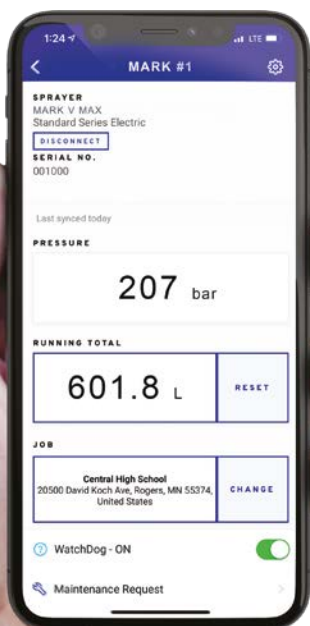 1:24
LTE
MARK #1
SPRAYER
MARK V MAX
Standard Series Electric
DISCONNECT
SERIAL NO.
001000
Last synced today
PRESSURE
207 bar
RUNNING TOTAL
601.8 L
RESET
JOB
Central High School
20500 David Koch Ave, Rogers, MN 55374,
United States
CHANGE
WatchDog - ON
Maintenance Request